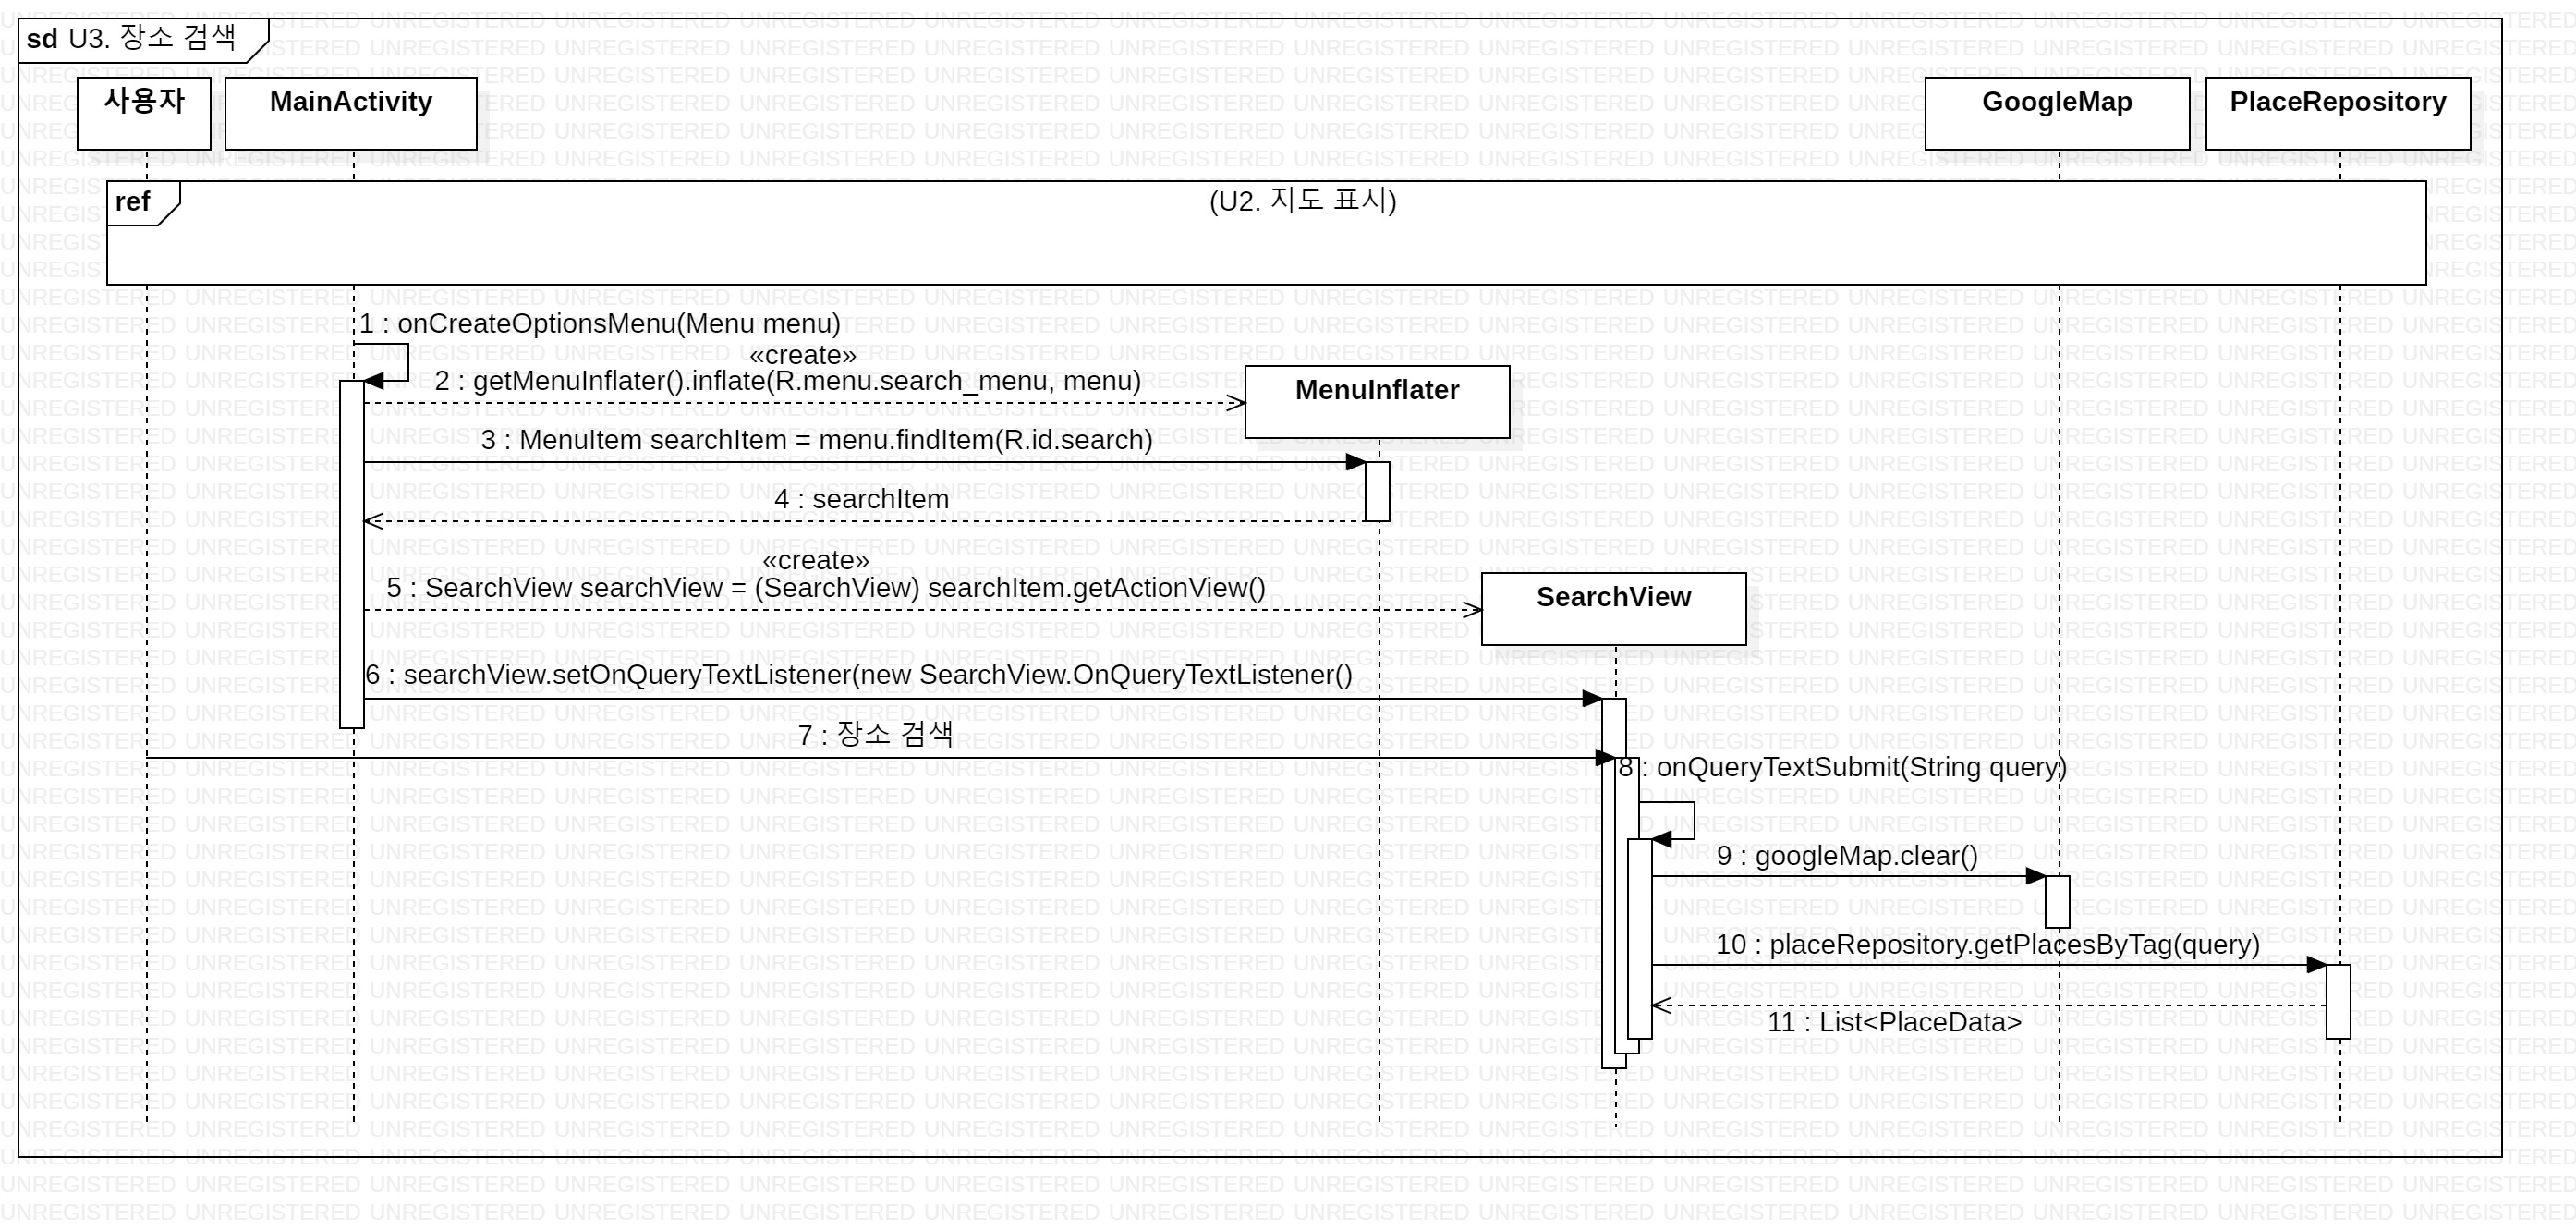 sd U3. 장소 검색
사용자
MainActivity
GoogleMap
PlaceRepository
ref
(U2. 지도 표시)
1 : onCreateOptionsMenu(Menu menu)
«create»
2 : getMenuInflater().inflate(R.menu.search_menu, menu)
MenuInflater
3 : MenuItem searchItem = menu.findItem(R.id.search)
4 : searchItem
«create»
5 : SearchView searchView = (SearchView) searchItem.getActionView()
SearchView
6 : searchView.setOnQueryTextListener(new SearchView.OnQueryTextListener()
7 : 장소 검색
8 : onQueryTextSubmit(String query)
9 : googleMap.clear()
10 : placeRepository.getPlacesByTag(query)
11 : List<PlaceData>
UNREGISTERED